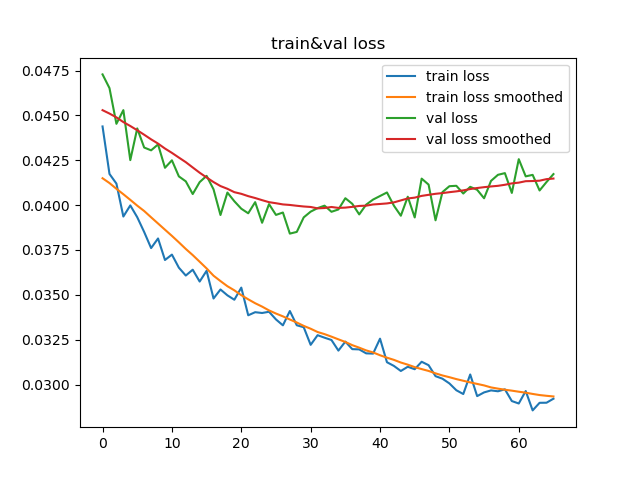 train&val loss
train loss
train loss smoothed
val loss
val loss smoothed
0.0475
0.0450
0.0425
0.0400
0.0375
0.0350
0.0325
0.0300
0 10 20 30 40 50 60